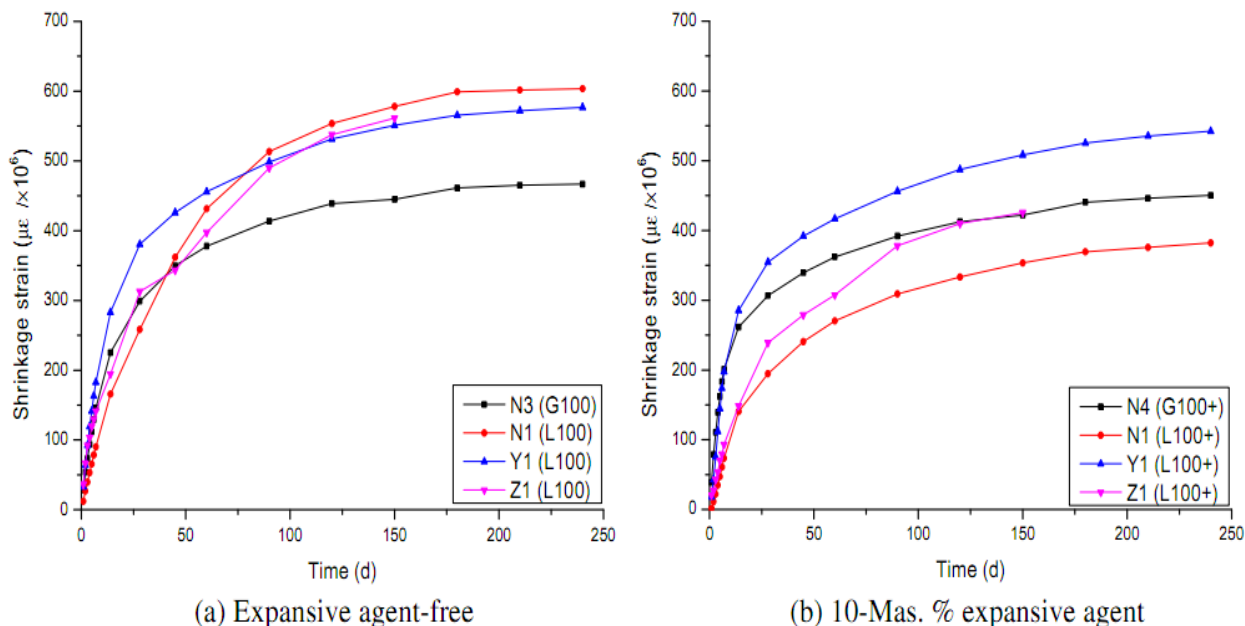 700
600
500
400
300
200
100
0
Shrinkage strain (με /×10⁶)
N3 (G100)
N1 (L100)
Y1 (L100)
Z1 (L100)
0 50 100 150 200 250
Time (d)
(a) Expansive agent-free
700
600
500
400
300
200
100
0
Shrinkage strain (με /×10⁶)
N4 (G100+)
N1 (L100+)
Y1 (L100+)
Z1 (L100+)
0 50 100 150 200 250
Time (d)
(b) 10-Mas. % expansive agent